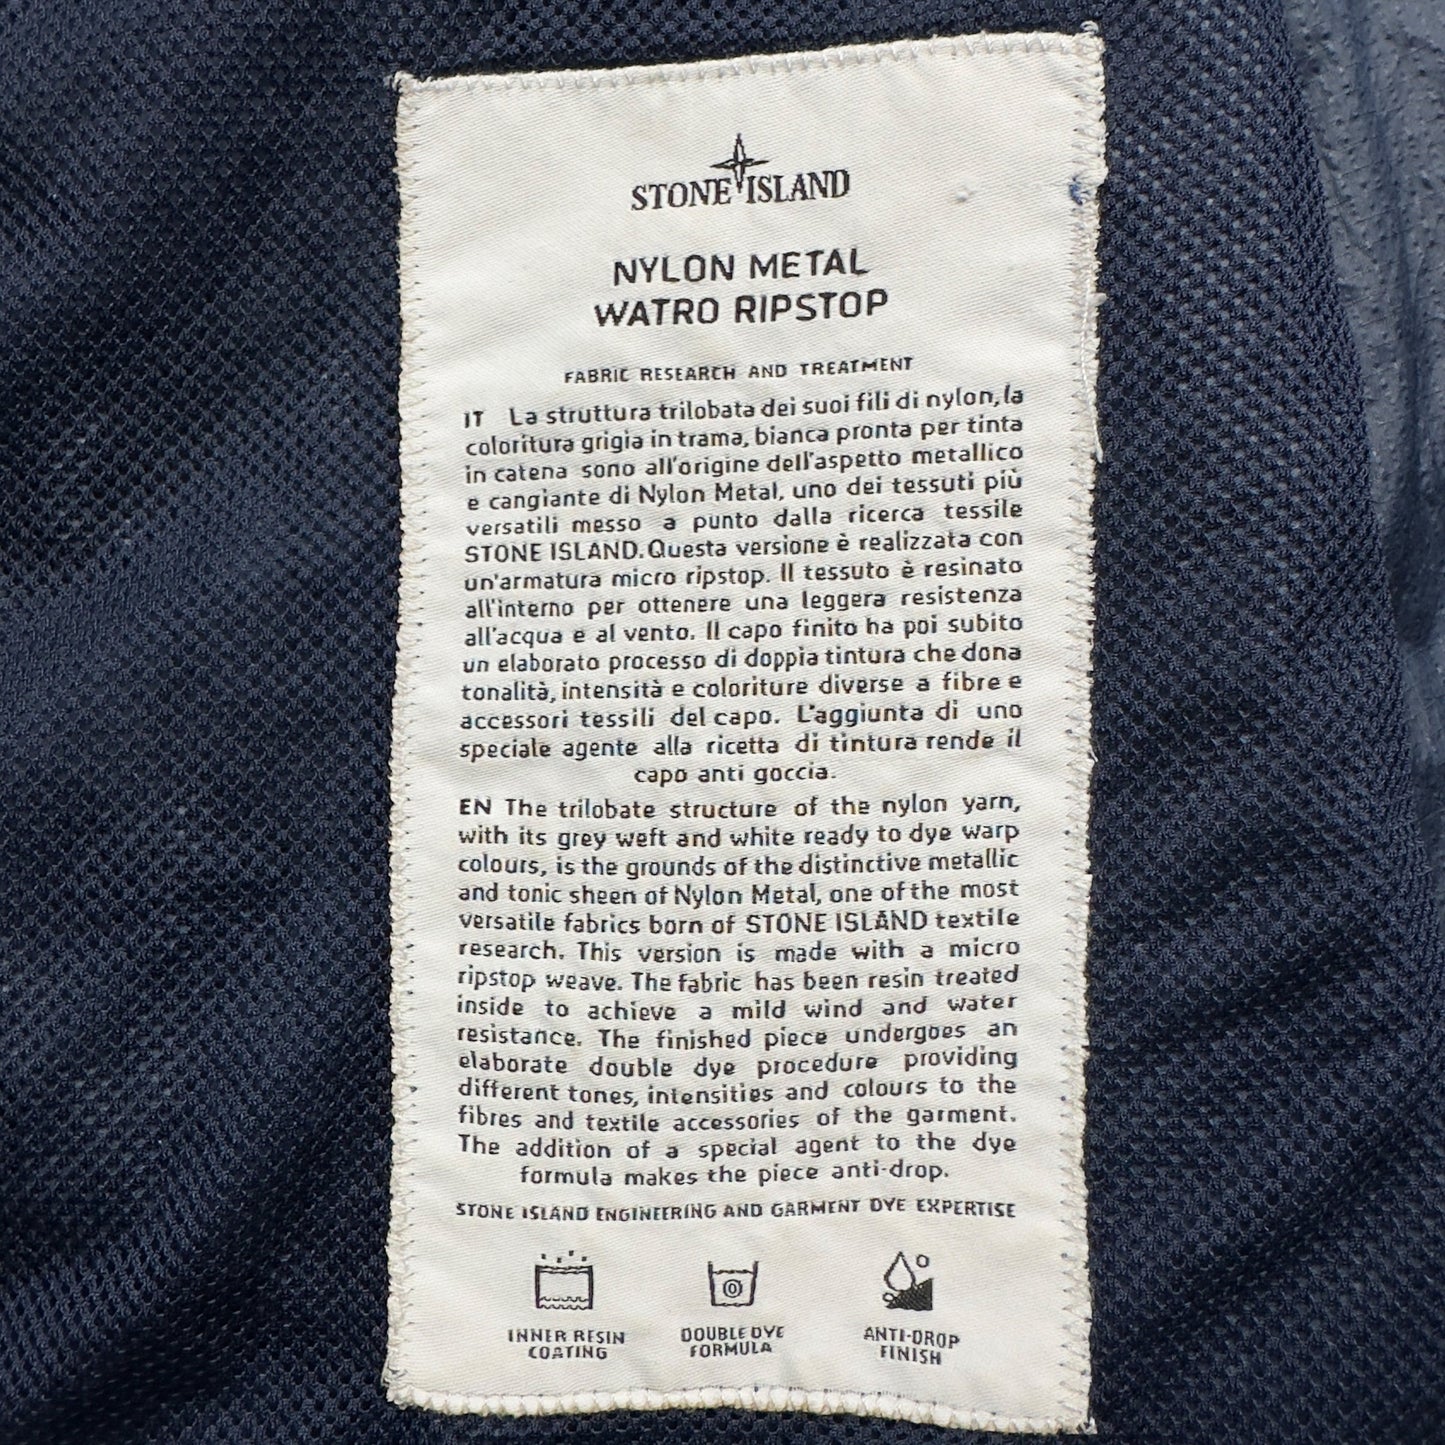 STONE ISLAND
NYLON METAL
WATRO RIPSTOP
FABRIC RESEARCH AND TREATMENT
IT La struttura trilobata dei suoi fili di nylon, la
coloritura grigia in trama, bianca pronta per tinta
in catena sono all'origine dell'aspetto metallico
e cangiante di Nylon Metal, uno dei tessuti più
versatili messo a punto dalla ricerca tessile
STONE ISLAND. Questa versione è realizzata con
un'armatura micro ripstop. Il tessuto è resinato
all'interno per ottenere una leggera resistenza
all'acqua e al vento. Il capo finito ha poi subito
un elaborato processo di doppia tintura che dona
tonalità, intensità e coloriture diverse a fibre e
accessori tessili del capo. L'aggiunta di uno
speciale agente alla ricetta di tintura rende il
capo anti goccia.
EN The trilobate structure of the nylon yarn,
with its grey weft and white ready to dye warp
colours, is the grounds of the distinctive metallic
and tonic sheen of Nylon Metal, one of the most
versatile fabrics born of STONE ISLAND textile
research. This version is made with a micro
ripstop weave. The fabric has been resin treated
inside to achieve a mild wind and water
resistance. The finished piece undergoes an
elaborate double dye procedure providing
different tones, intensities and colours to the
fibres and textile accessories of the garment.
The addition of a special agent to the dye
formula makes the piece anti-drop.
STONE ISLAND ENGINEERING AND GARMENT DYE EXPERTISE
INNER RESIN
COATING
DOUBLE DYE
FORMULA
ANTI-DROP
FINISH